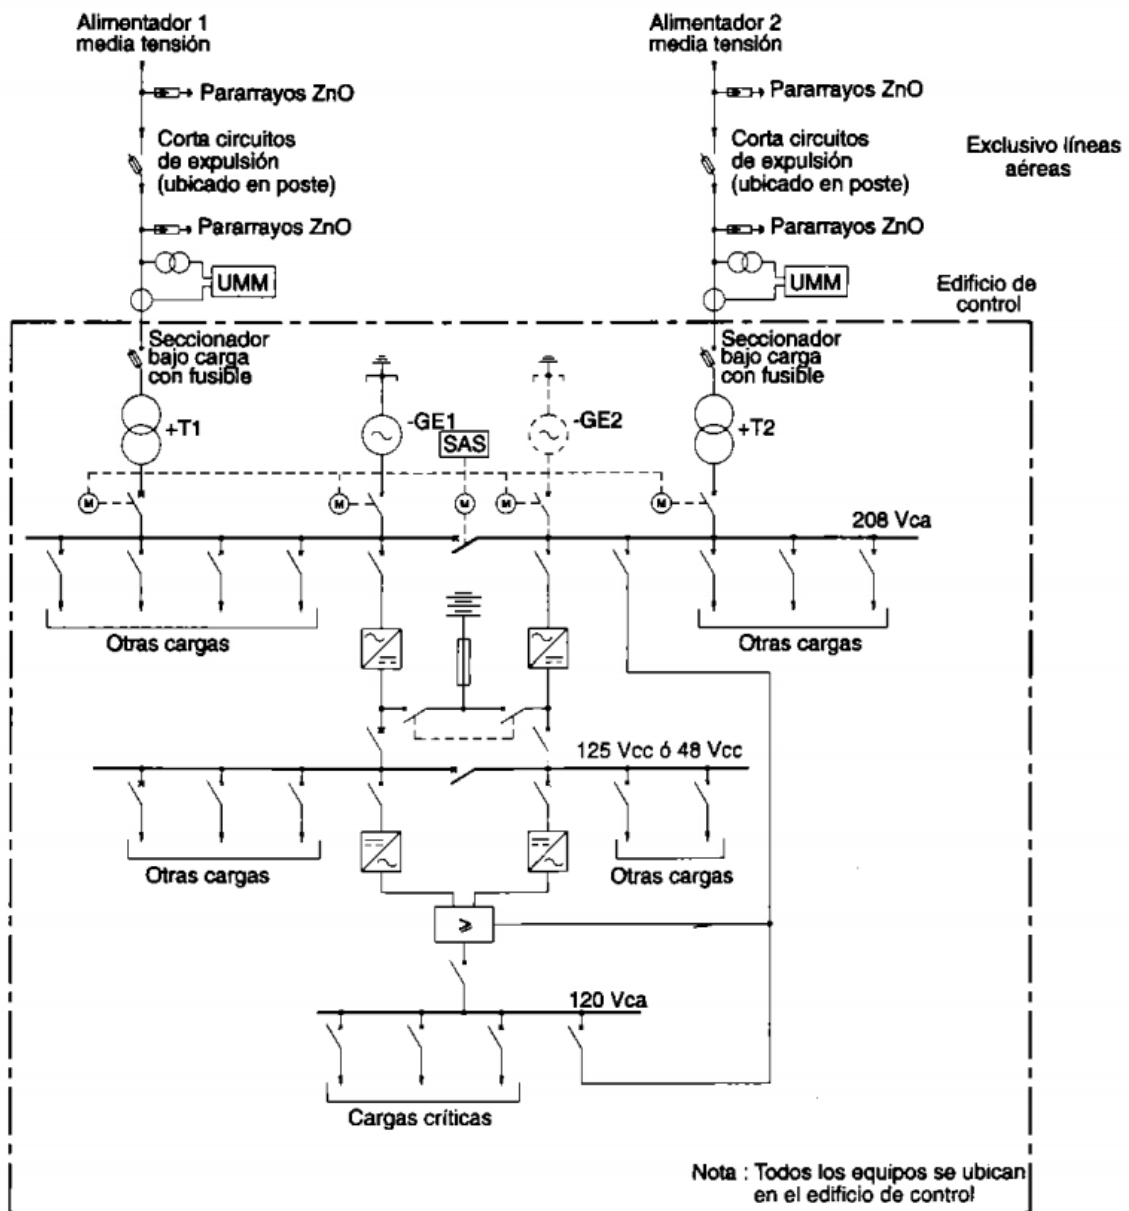 Alimentador 1
media tensión
Alimentador 2
media tensión
Pararrayos ZnO
Pararrayos ZnO
Corta circuitos
de expulsión
(ubicado en poste)
Corta circuitos
de expulsión
(ubicado en poste)
Exclusivo líneas
aéreas
Pararrayos ZnO
Pararrayos ZnO
UMM
UMM
Edificio de
control
Seccionador
bajo carga
con fusible
Seccionador
bajo carga
con fusible
+T1
-GE1
SAS
-GE2
+T2
M
M
M
M
M
208 Vca
Otras cargas
Otras cargas
125 Vcc ó 48 Vcc
Otras cargas
Otras cargas
≥
120 Vca
Cargas críticas
Nota : Todos los equipos se ubican
en el edificio de control